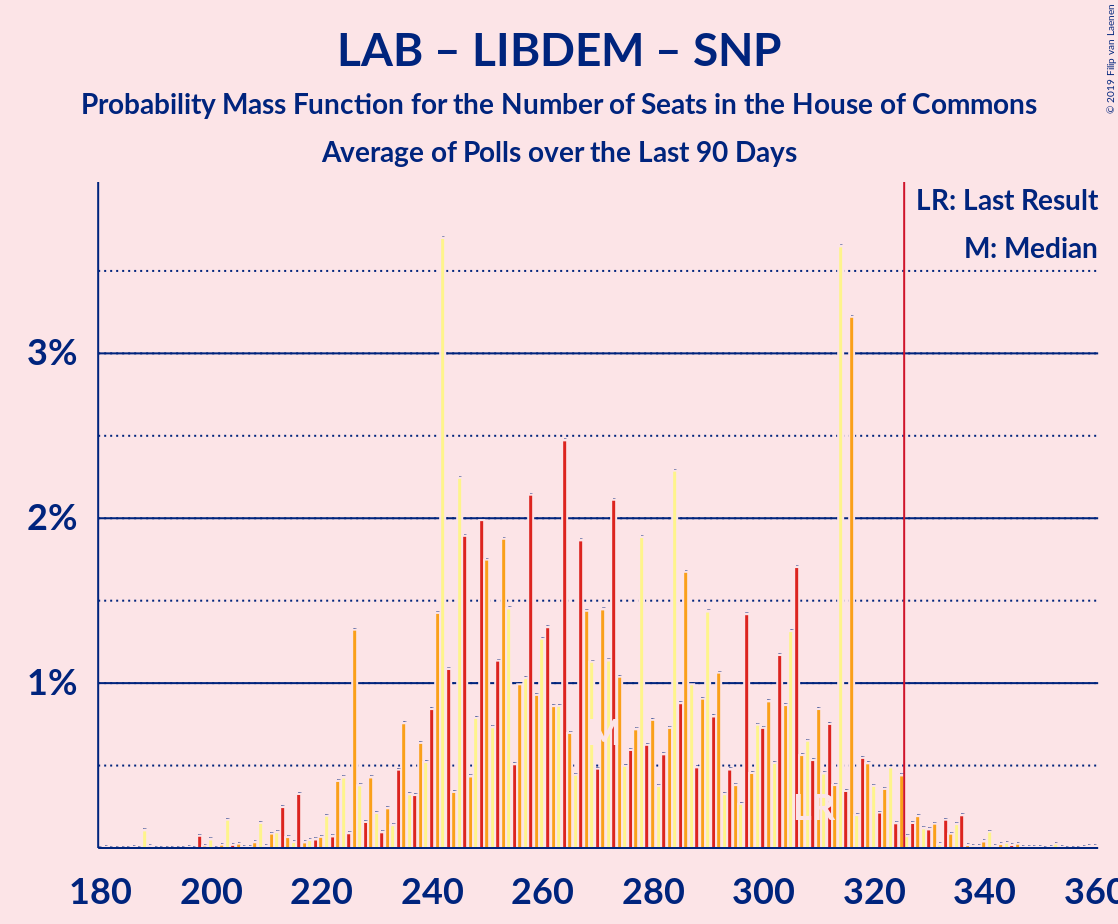 LAB – LIBDEM – SNP
Probability Mass Function for the Number of Seats in the House of Commons
Average of Polls over the Last 90 Days
© 2019 Filip van Laenen
LR: Last Result
M: Median
3%
2%
1%
M
LR
180 200 220 240 260 280 300 320 340 360